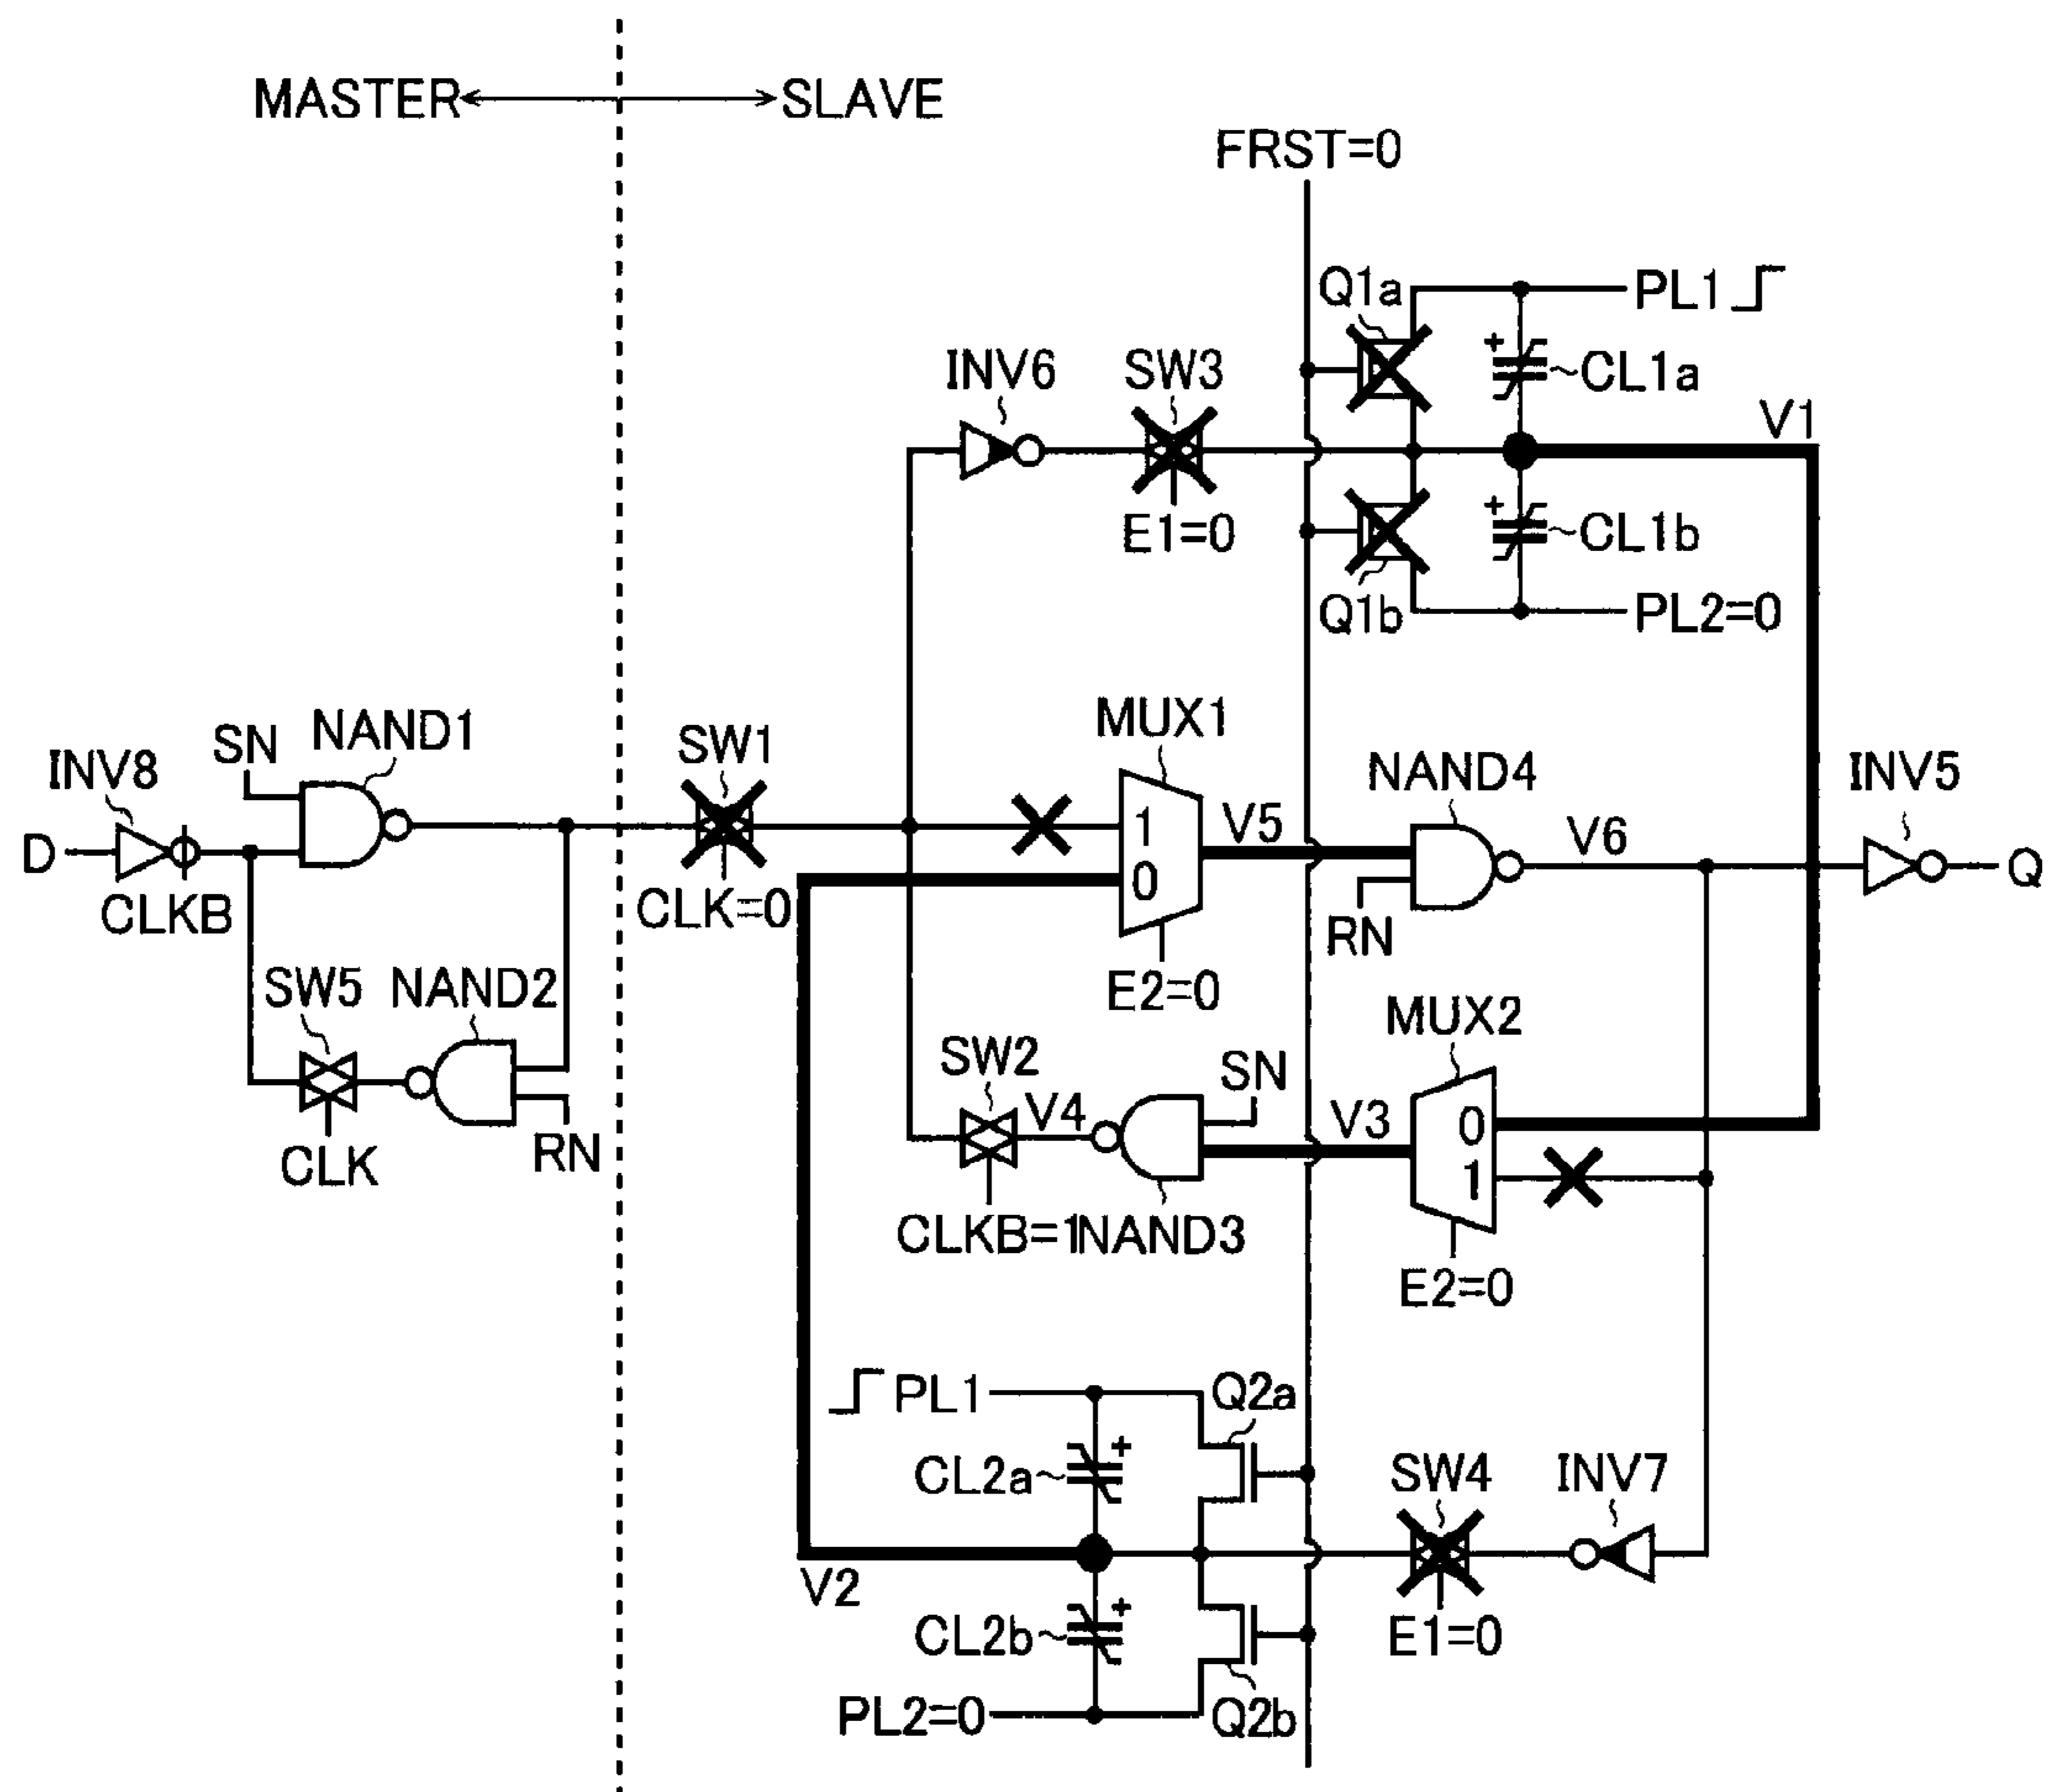 MASTER SLAVE
FRST=0
Q1a
PL1
INV6
SW3
CL1a
V1
E1=0
CL1b
Q1b
PL2=0
MUX1
SN
NAND1
SW1
INV8
NAND4
INV5
1
V5
V6
D
0
Q
CLKB
CLK=0
RN
E2=0
SW5
NAND2
MUX2
SW2
SN
V4
V3
0
RN
CLK
1
CLKB=1
NAND3
E2=0
PL1
Q2a
CL2a
SW4
INV7
V2
CL2b
E1=0
PL2=0
Q2b
+
+
+
+